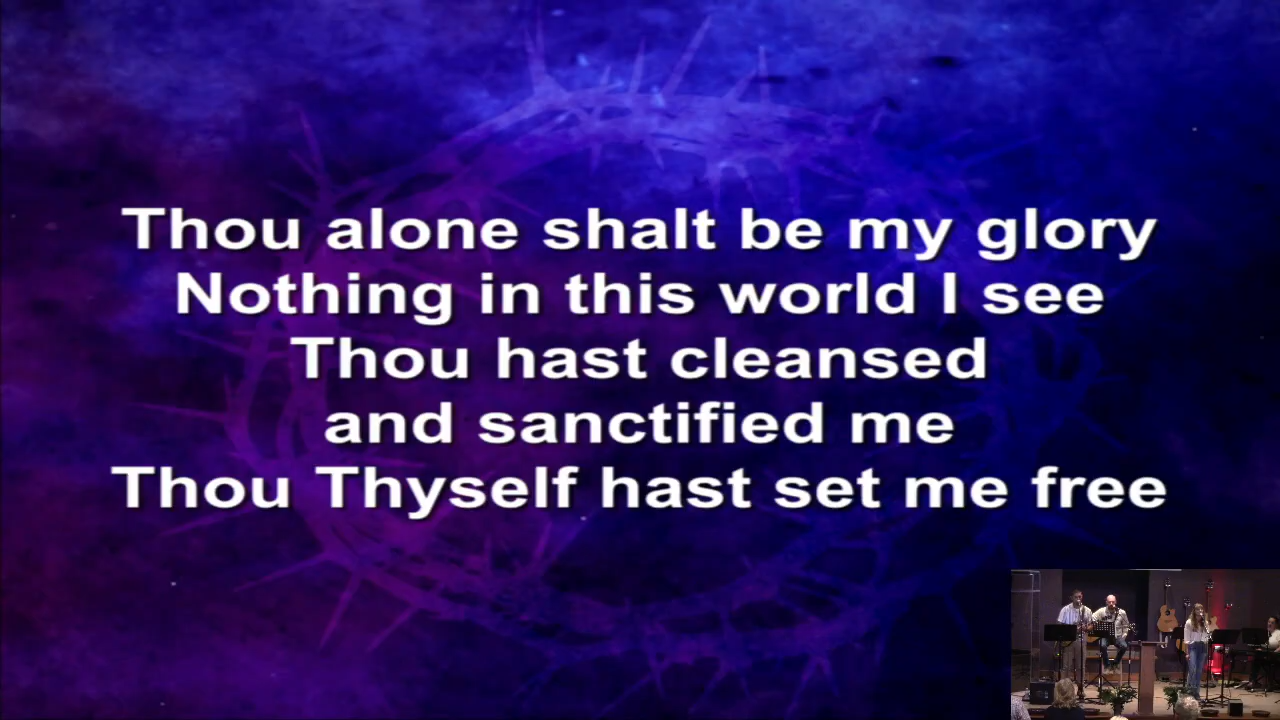 Thou alone shalt be my glory
Nothing in this world I see
Thou hast cleansed
and sanctified me
Thou Thyself hast set me free